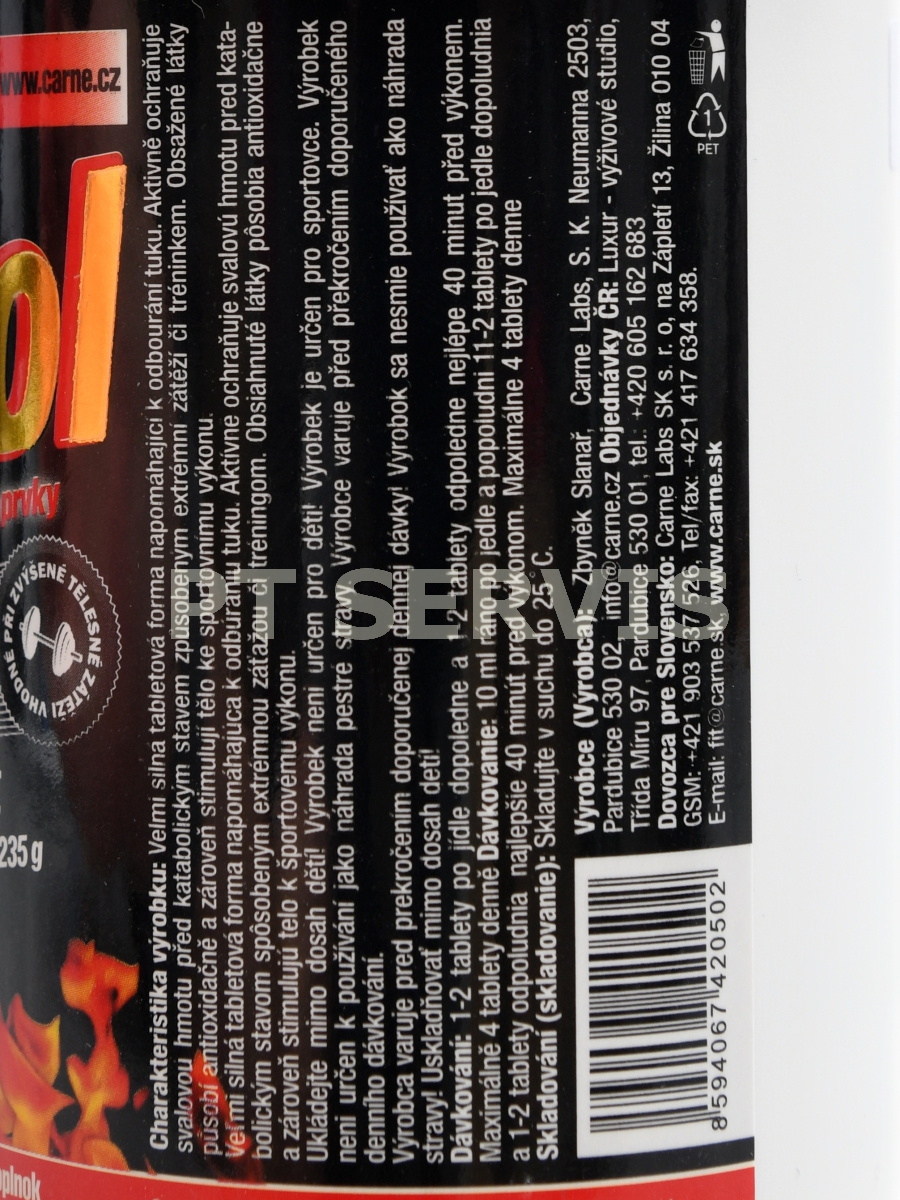 www.carne.cz
ol
prvky
VHODNÉ PŘI ZVÝŠENÉ TĚLESNÉ ZÁTĚŽI
235 g
plnok
Charakteristika výrobku: Velmi silná tabletová forma napomáhající k odbourání tuku. Aktivně ochraňuje
svalovou hmotu před katabolickým stavem způsobeným extrémní zátěží či tréninkem. Obsažené látky
působí antioxidačně a zároveň stimulují tělo ke sportovnímu výkonu.
Veľmi silná tabletová forma napomáhajúca k odbúraniu tuku. Aktívne ochraňuje svalovú hmotu pred kata-
bolickým stavom spôsobeným extrémnou záťažou či tréningom. Obsiahnuté látky pôsobia antioxidačne
a zároveň stimulujú telo k športovému výkonu.
Ukládejte mimo dosah dětí! Výrobek není určen pro děti! Výrobek je určen pro sportovce. Výrobek
není určen k používání jako náhrada pestré stravy. Výrobce varuje před překročením doporučeného
denního dávkování.
Výrobca varuje pred prekročením doporučenej dennej dávky! Výrobok sa nesmie používať ako náhrada
stravy! Uskladňovať mimo dosah detí!
Dávkování: 1-2 tablety po jídle dopoledne a 1-2 tablety odpoledne nejlépe 40 minut před výkonem.
Maximálně 4 tablety denně Dávkovanie: 10 ml ráno po jedle a popoludní 11-2 tablety po jedle dopoludnia
a 1-2 tablety odpoludnia najlepšie 40 minút pred výkonom. Maximálne 4 tablety denne
Skladování (skladovanie): Skladujte v suchu do 25° C.
Výrobce (Výrobca): Zbyněk Slanař, Carne Labs, S. K. Neumanna 2503,
Pardubice 530 02, info@carne.cz Objednávky ČR: Luxur - výživové studio,
Třída Míru 97, Pardubice 530 01, tel.: +420 605 162 683
Dovozca pre Slovensko: Carne Labs SK s. r. o, na Zápletí 13, Žilina 010 04
GSM: +421 903 537 526, Tel/fax: +421 417 634 358.
E-mail: fit@carne.sk, www.carne.sk
1
PET
8 594067 420502
PT SERVIS